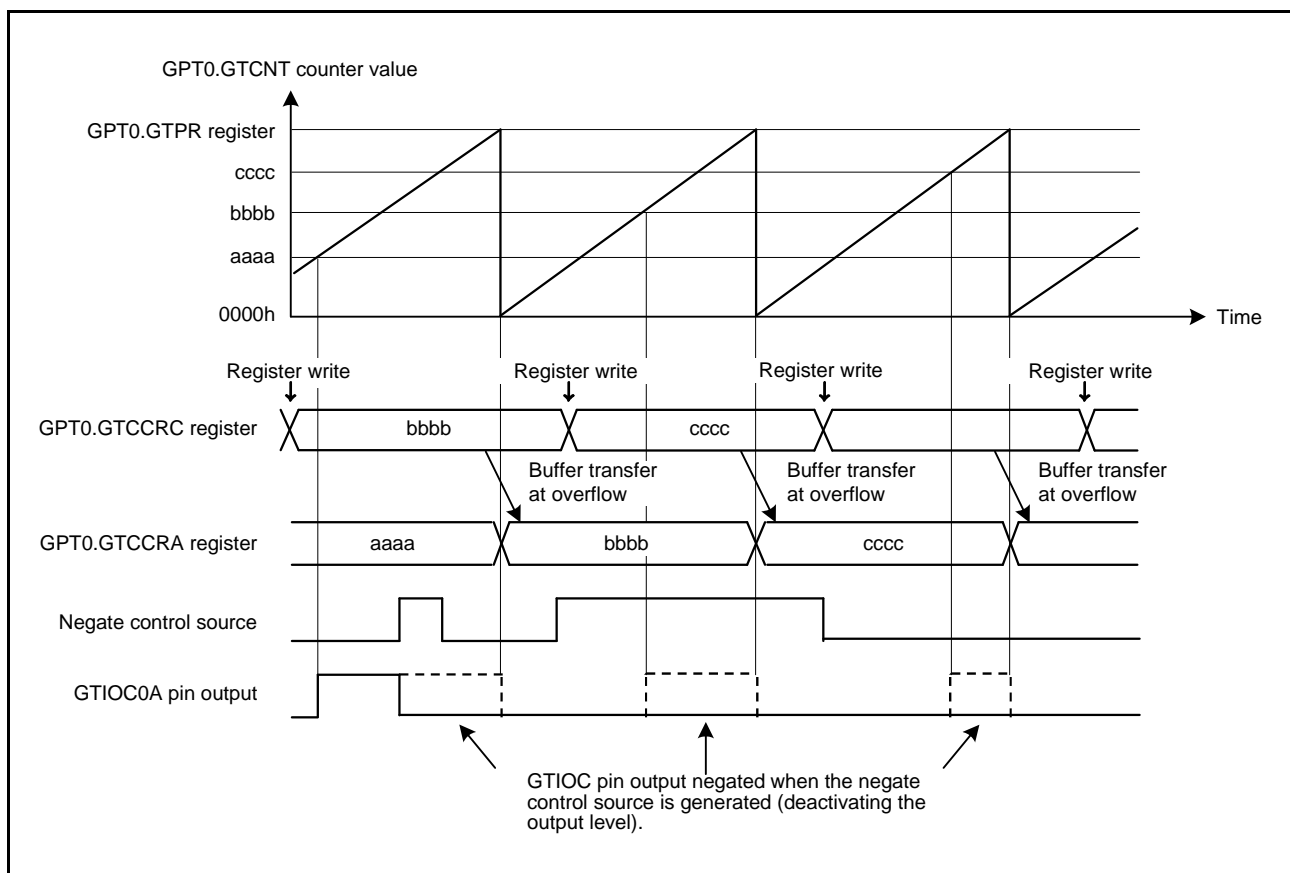 GPT0.GTCNT counter value
GPT0.GTPR register
cccc
bbbb
aaaa
0000h
Time
Register write
Register write
Register write
Register write
GPT0.GTCCRC register
bbbb
cccc
Buffer transfer
at overflow
Buffer transfer
at overflow
Buffer transfer
at overflow
GPT0.GTCCRA register
aaaa
bbbb
cccc
Negate control source
GTIOC0A pin output
GTIOC pin output negated when the negate
control source is generated (deactivating the
output level).